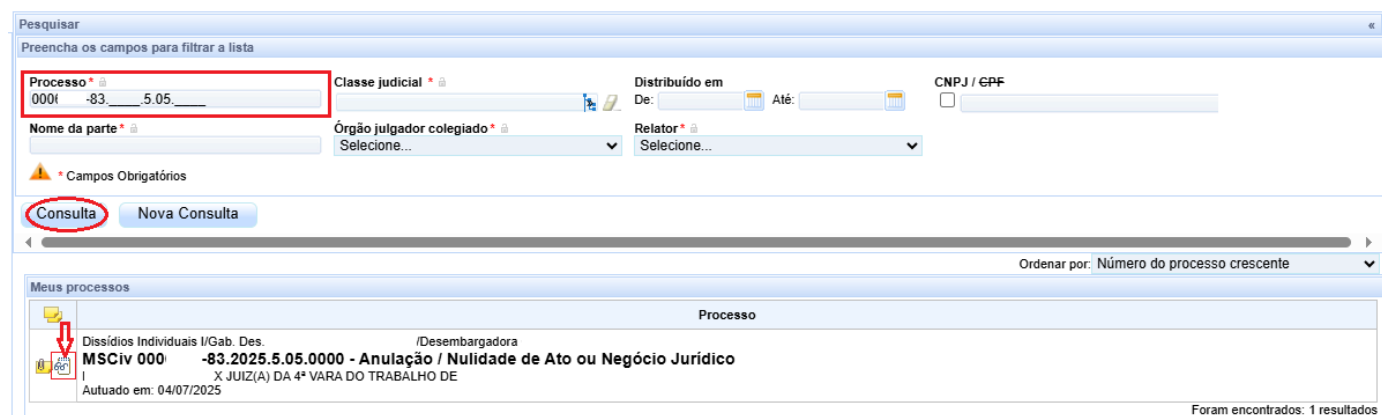 Pesquisar «
Preencha os campos para filtrar a lista
Processo * Classe judicial * Distribuído em CNPJ / CPF
000 -83.____.5.05.____ De: Até:
Nome da parte * Órgão julgador colegiado * Relator *
Selecione... Selecione...
* Campos Obrigatórios
Consulta Nova Consulta
Ordenar por: Número do processo crescente
Meus processos
Processo
Dissídios Individuais I/Gab. Des. /Desembargadora
MSCiv 000 -83.2025.5.05.0000 - Anulação / Nulidade de Ato ou Negócio Jurídico
X JUIZ(A) DA 4ª VARA DO TRABALHO DE
Autuado em: 04/07/2025
Foram encontrados: 1 resultados